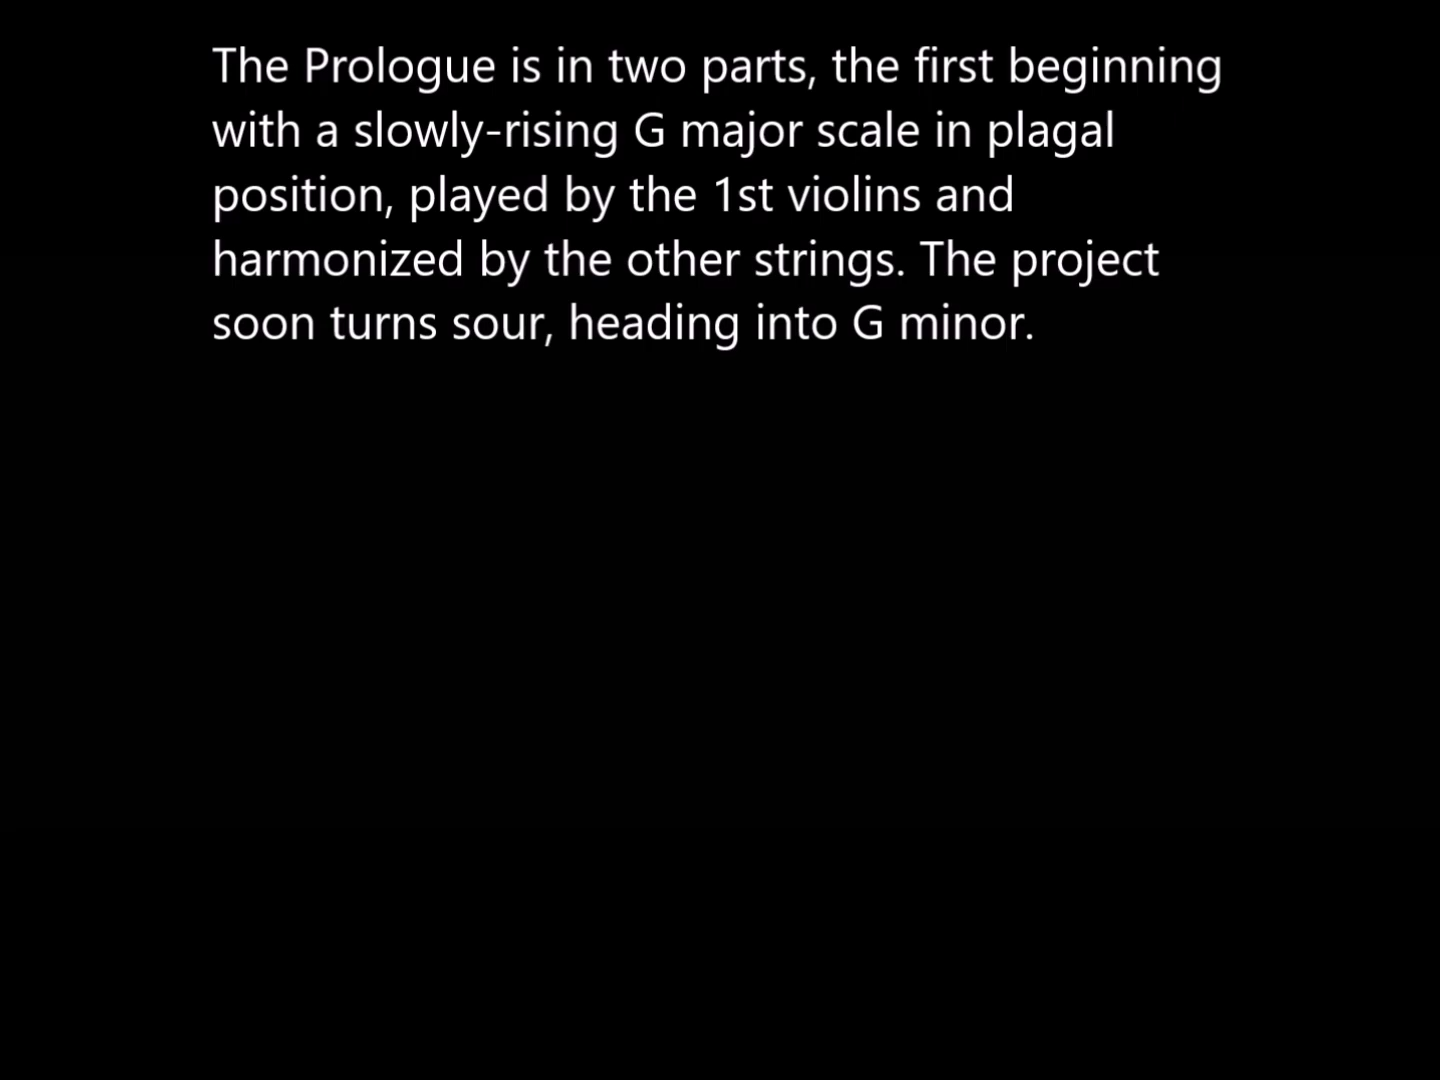 The Prologue is in two parts, the first beginning
with a slowly-rising G major scale in plagal
position, played by the 1st violins and
harmonized by the other strings. The project
soon turns sour, heading into G minor.